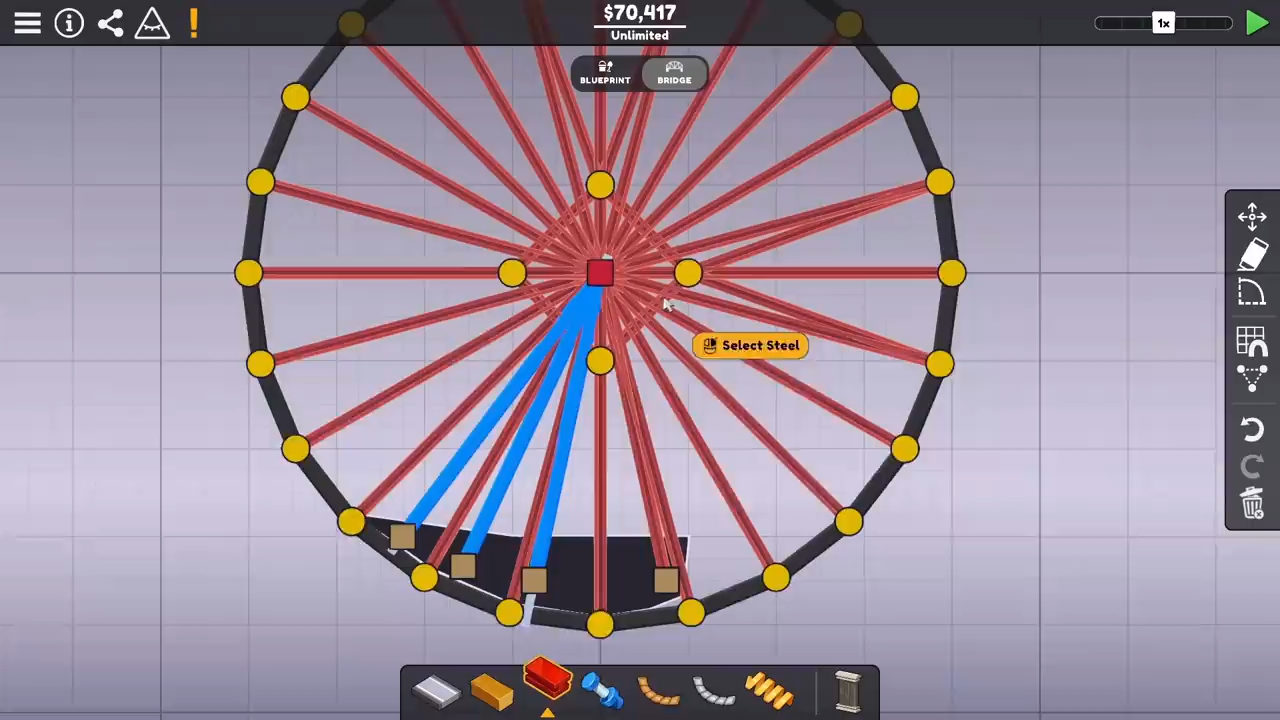 $70,417
Unlimited
1x
BLUEPRINT
BRIDGE
Select Steel